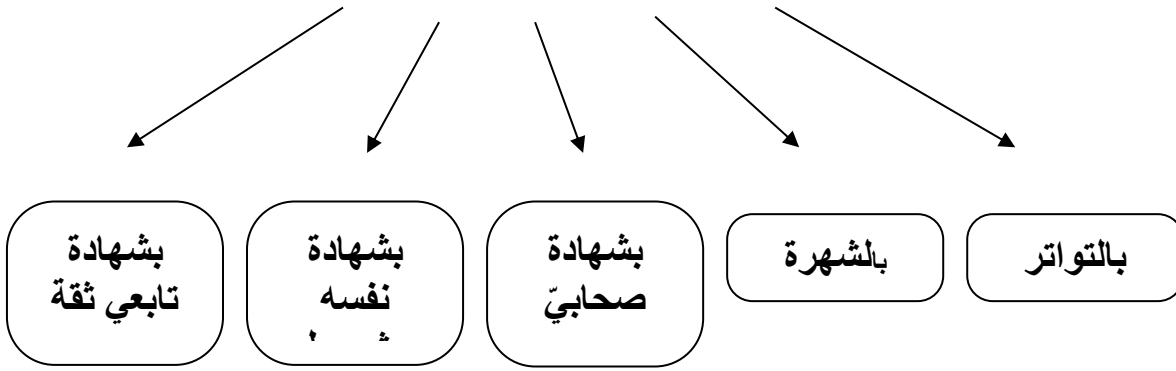 بالتواتر
بالشهرة
بشهادة
صحابيّ
بشهادة
نفسه
بشهادة
تابعي ثقة